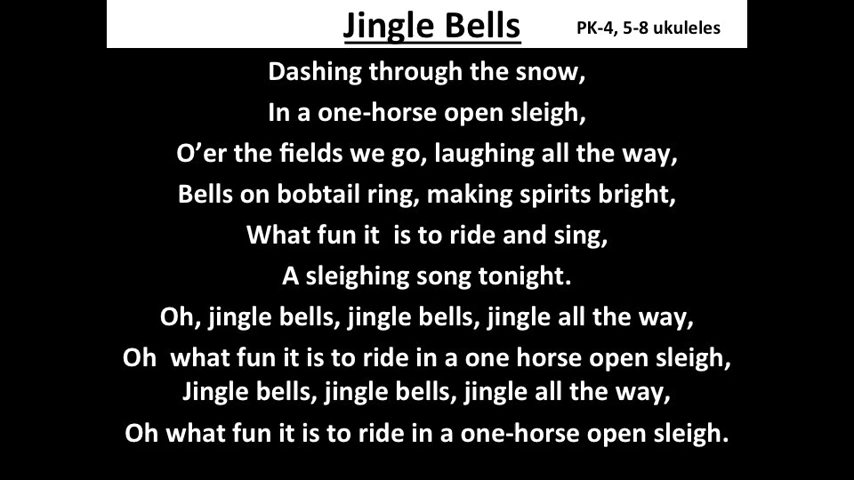 Jingle Bells
PK-4, 5-8 ukuleles
Dashing through the snow,
In a one-horse open sleigh,
O’er the fields we go, laughing all the way,
Bells on bobtail ring, making spirits bright,
What fun it  is to ride and sing,
A sleighing song tonight.
Oh, jingle bells, jingle bells, jingle all the way,
Oh  what fun it is to ride in a one horse open sleigh,
Jingle bells, jingle bells, jingle all the way,
Oh what fun it is to ride in a one-horse open sleigh.